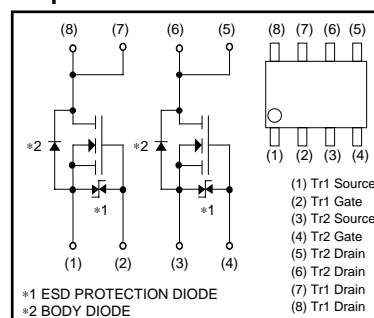 (8) (7) (6) (5)
(8) (7) (6) (5)
∗2 ∗2
∗1 ∗1
(1) (2) (3) (4)
(1) (2) (3) (4)
(1) Tr1 Source
(2) Tr1 Gate
(3) Tr2 Source
(4) Tr2 Gate
(5) Tr2 Drain
(6) Tr2 Drain
(7) Tr1 Drain
(8) Tr1 Drain
∗1 ESD PROTECTION DIODE
∗2 BODY DIODE